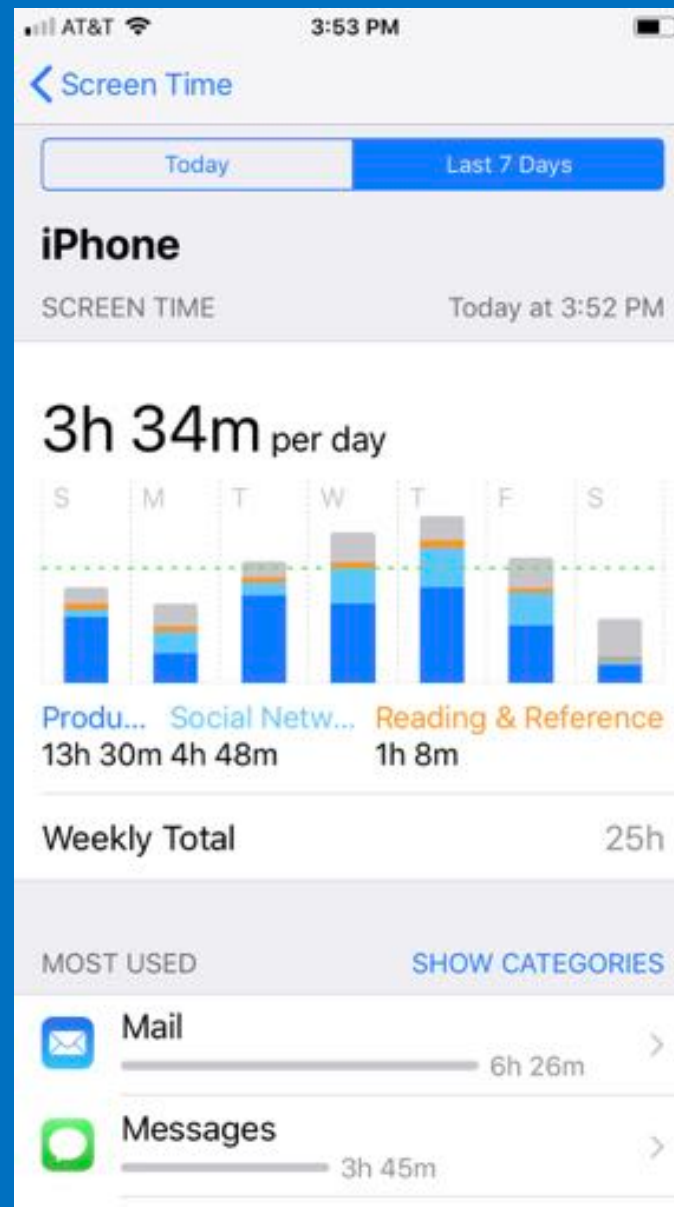 AT&T 3:53 PM
Screen Time
Today Last 7 Days
iPhone
SCREEN TIME Today at 3:52 PM
3h 34m per day
S M T W T F S
Produ... Social Netw... Reading & Reference
13h 30m 4h 48m 1h 8m
Weekly Total 25h
MOST USED SHOW CATEGORIES
Mail
6h 26m
Messages
3h 45m